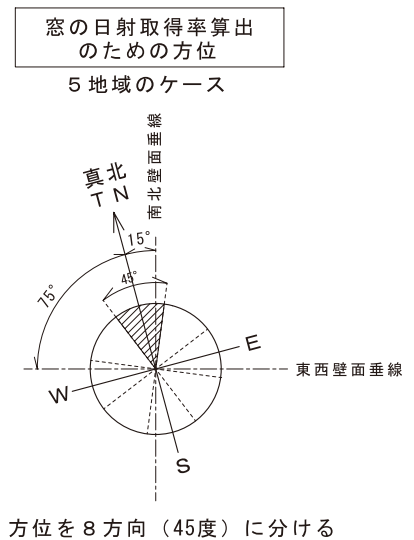 窓の日射取得率算出
のための方位
５地域のケース
南北壁面垂線
真北
ＴＮ
15°
45°
75°
E
東西壁面垂線
W
S
方位を８方向（45度）に分ける